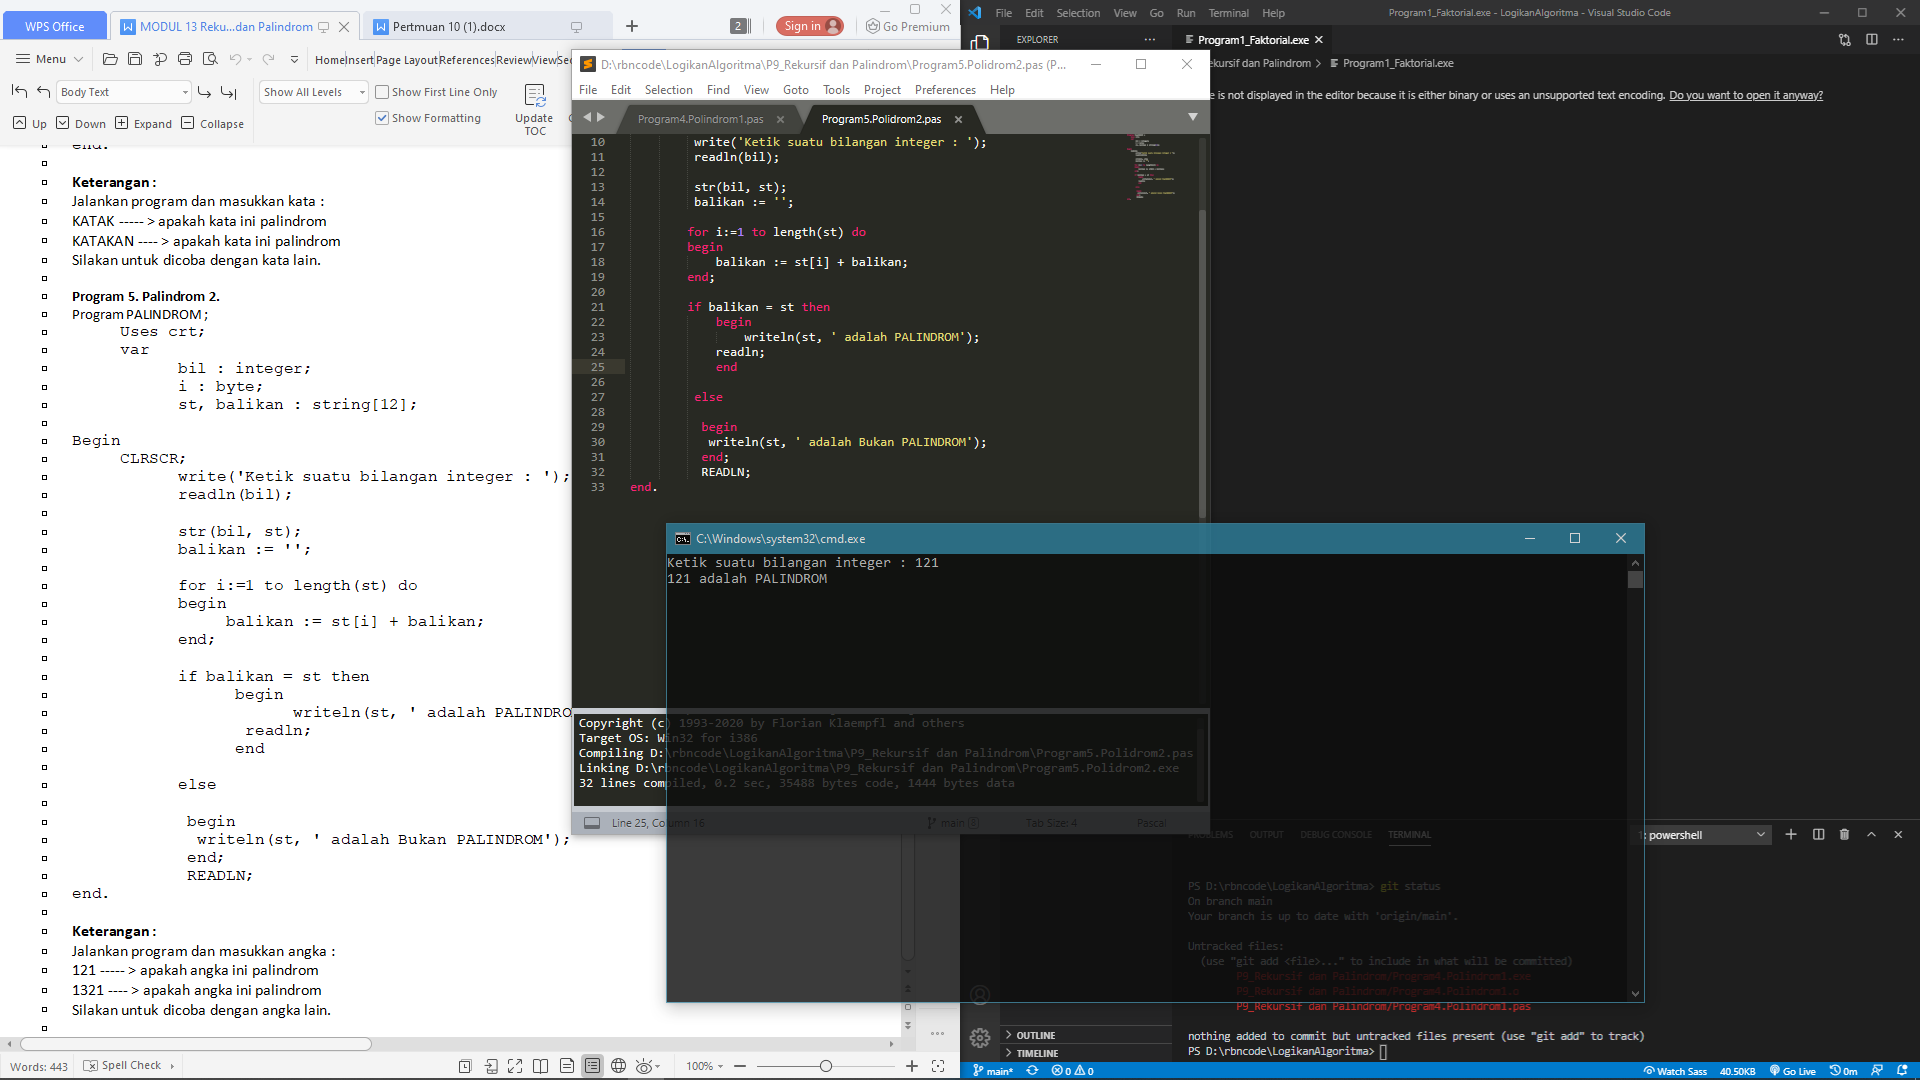 WPS Office
MODUL 13 Reku...dan Palindrom
Pertmuan 10 (1).docx
2
Sign in
Go Premium
Menu
Home Insert Page Layout References Review View Sec
Body Text
Show All Levels
Show First Line Only
Show Formatting
Update TOC
Up
Down
Expand
Collapse
end.
Keterangan :
Jalankan program dan masukkan kata :
KATAK ----- > apakah kata ini palindrom
KATAKAN ---- > apakah kata ini palindrom
Silakan untuk dicoba dengan kata lain.
Program 5. Palindrom 2.
Program PALINDROM ;
Uses crt;
var
bil : integer;
i : byte;
st, balikan : string[12];
Begin
CLRSCR;
write('Ketik suatu bilangan integer : ');
readln(bil);
str(bil, st);
balikan := '';
for i:=1 to length(st) do
begin
balikan := st[i] + balikan;
end;
if balikan = st then
begin
writeln(st, ' adalah PALINDRO
readln;
end
else
begin
writeln(st, ' adalah Bukan PALINDROM');
end;
READLN;
end.
Keterangan :
Jalankan program dan masukkan angka :
121 ----- > apakah angka ini palindrom
1321 ---- > apakah angka ini palindrom
Silakan untuk dicoba dengan angka lain.
Words: 443
Spell Check
100%
D:\rbncode\LogikanAlgoritma\P9_Rekursif dan Palindrom\Program5.Polidrom2.pas (P...
File Edit Selection Find View Goto Tools Project Preferences Help
Program4.Polindrom1.pas
Program5.Polidrom2.pas
10 write('Ketik suatu bilangan integer : ');
11 readln(bil);
12
13 str(bil, st);
14 balikan := '';
15
16 for i:=1 to length(st) do
17 begin
18 balikan := st[i] + balikan;
19 end;
20
21 if balikan = st then
22 begin
23 writeln(st, ' adalah PALINDROM');
24 readln;
25 end
26
27 else
28
29 begin
30 writeln(st, ' adalah Bukan PALINDROM');
31 end;
32 READLN;
33 end.
Copyright (c) 1993-2020 by Florian Klaempfl and others
Target OS: Win32 for i386
Compiling D:\rbncode\LogikanAlgoritma\P9_Rekursif dan Palindrom\Program5.Polidrom2.pas
Linking D:\rbncode\LogikanAlgoritma\P9_Rekursif dan Palindrom\Program5.Polidrom2.exe
32 lines compiled, 0.2 sec, 35488 bytes code, 1444 bytes data
Line 25, Column 16
main
Tab Size: 4
Pascal
C:\Windows\system32\cmd.exe
Ketik suatu bilangan integer : 121
121 adalah PALINDROM
File Edit Selection View Go Run Terminal Help
Program1_Faktorial.exe - LogikanAlgoritma - Visual Studio Code
EXPLORER
Program1_Faktorial.exe
ekursif dan Palindrom > Program1_Faktorial.exe
e is not displayed in the editor because it is either binary or uses an unsupported text encoding. Do you want to open it anyway?
OUTPUT DEBUG CONSOLE TERMINAL
powershell
PS D:\rbncode\LogikanAlgoritma> git status
On branch main
Your branch is up to date with 'origin/main'.
Untracked files:
(use "git add <file>..." to include in what will be committed)
P9_Rekursif dan Palindrom/Program4.Polindrom1.exe
P9_Rekursif dan Palindrom/Program4.Polindrom1.o
P9_Rekursif dan Palindrom/Program4.Polindrom1.pas
nothing added to commit but untracked files present (use "git add" to track)
PS D:\rbncode\LogikanAlgoritma>
OUTLINE
TIMELINE
main*
0 0
Watch Sass
40.50KB
Go Live
0m